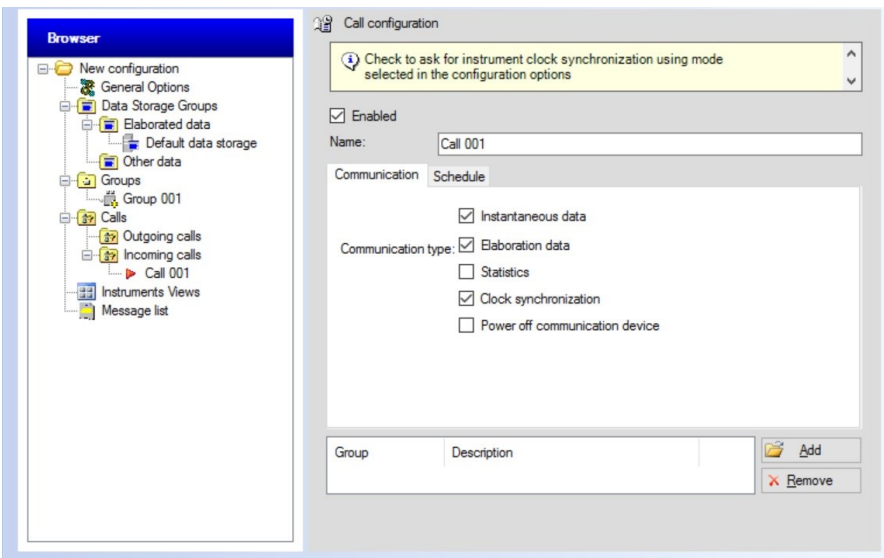 Browser
New configuration
General Options
Data Storage Groups
Elaborated data
Default data storage
Other data
Groups
Group 001
Calls
Outgoing calls
Incoming calls
Call 001
Instruments Views
Message list
Call configuration
Check to ask for instrument clock synchronization using mode
selected in the configuration options
Enabled
Name: Call 001
Communication Schedule
Instantaneous data
Communication type: Elaboration data
Statistics
Clock synchronization
Power off communication device
Group Description
Add
Remove